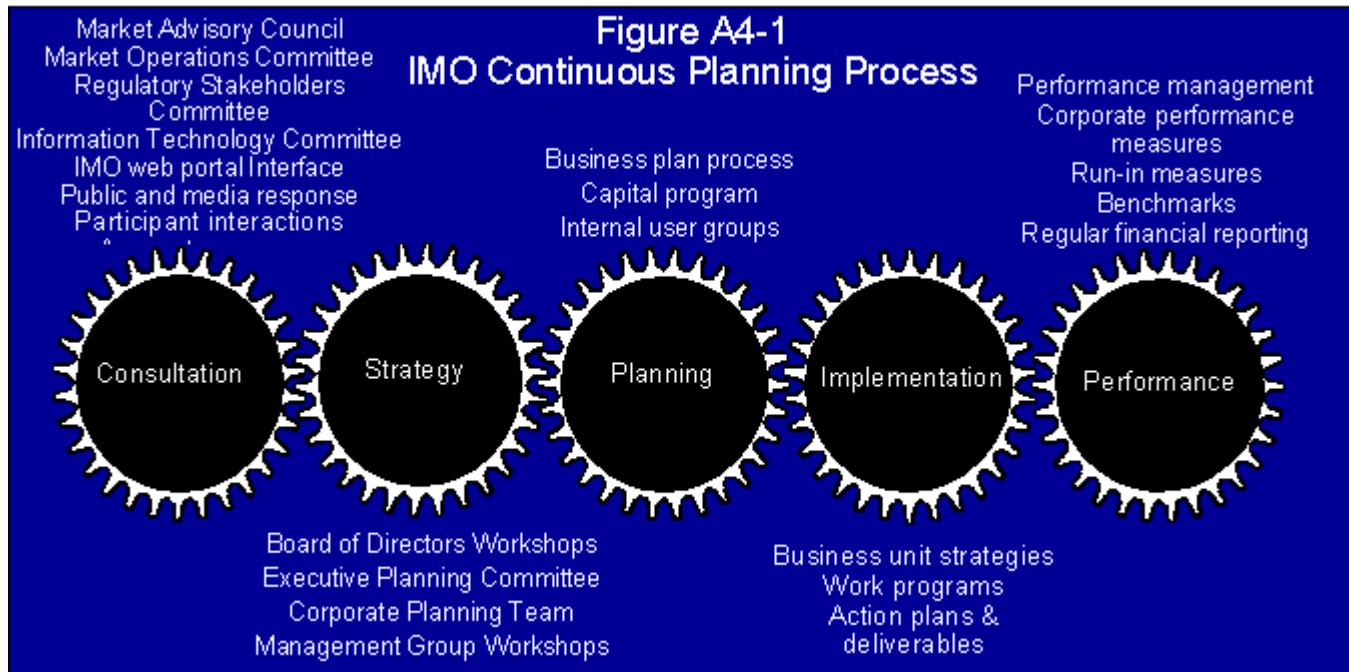 Figure A4-1
IMO Continuous Planning Process
Market Advisory Council
Market Operations Committee
Regulatory Stakeholders
Committee
Information Technology Committee
IMO web portal Interface
Public and media response
Participant interactions
Business plan process
Capital program
Internal user groups
Performance management
Corporate performance
measures
Run-in measures
Benchmarks
Regular financial reporting
Consultation
Strategy
Planning
Implementation
Performance
Board of Directors Workshops
Executive Planning Committee
Corporate Planning Team
Management Group Workshops
Business unit strategies
Work programs
Action plans &
deliverables